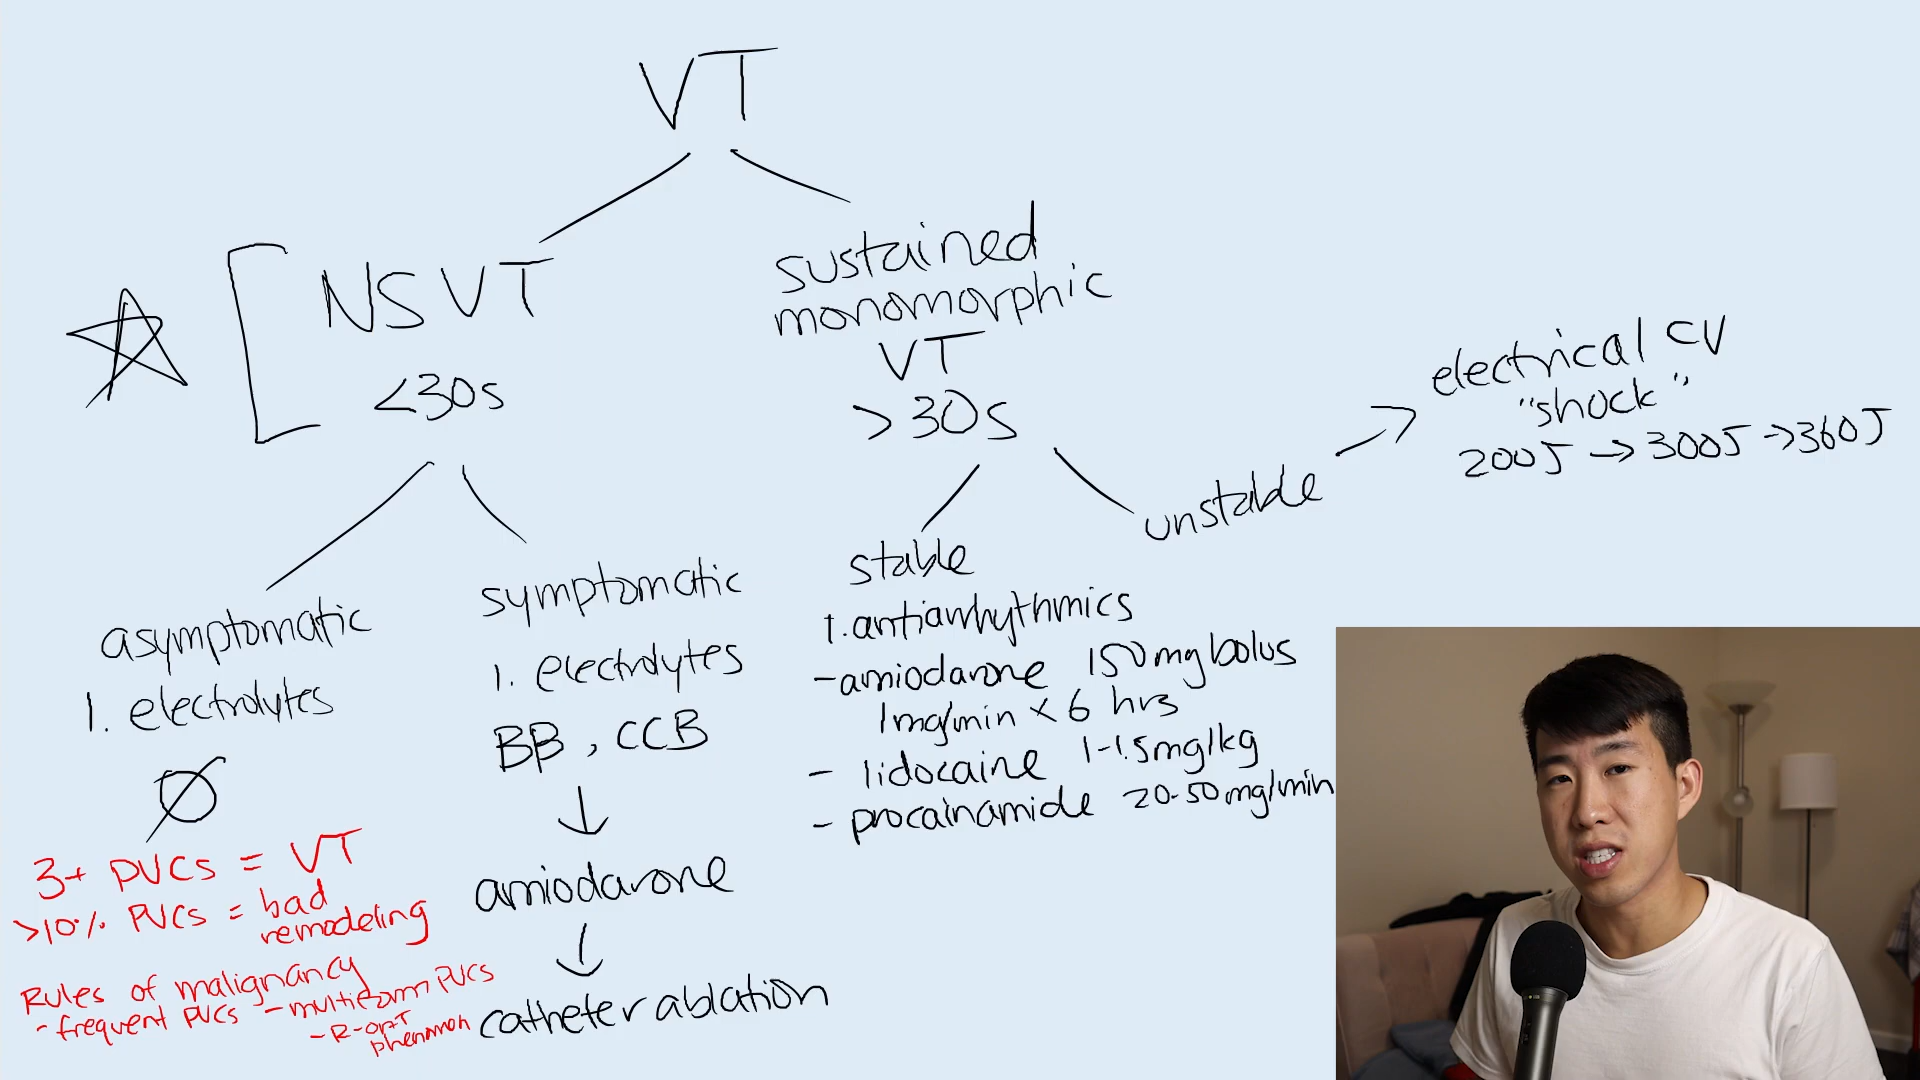 VT
NSVT
<30s
sustained
monomorphic
VT
>30s
asymptomatic
1. electrolytes
Ø
symptomatic
1. electrolytes
BB, CCB
↓
amiodarone
↓
catheter ablation
stable
1. antiarrhythmics
- amiodarone 150mg bolus
1mg/min × 6 hrs
- lidocaine 1-1.5mg/kg
- procainamide 20-50mg/min
unstable
electrical CV
"shock"
200J → 300J → 360J
3+ PVCs = VT
>10% PVCs = bad
remodeling
Rules of malignancy
- frequent PVCs
- multiform PVCs
- R-on-T
phenomon